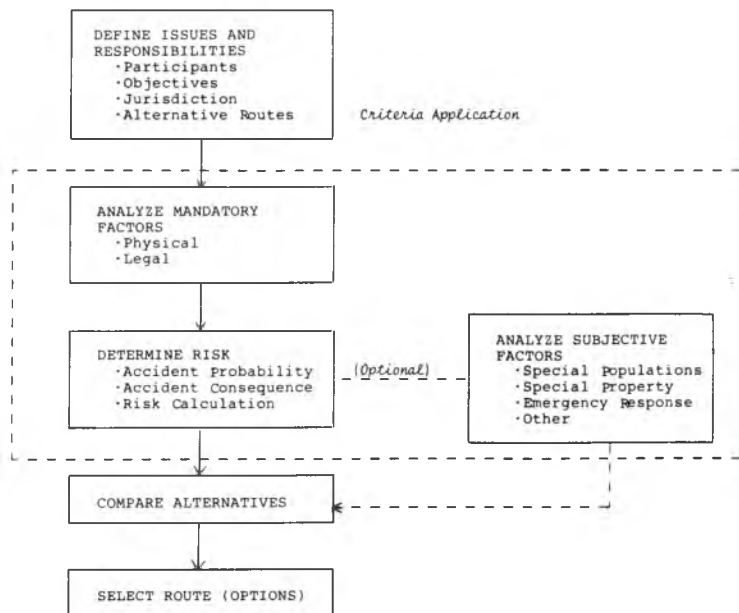 DEFINE ISSUES AND
RESPONSIBILITIES
·Participants
·Objectives
·Jurisdiction
·Alternative Routes
Criteria Application
ANALYZE MANDATORY
FACTORS
·Physical
·Legal
DETERMINE RISK
·Accident Probability
·Accident Consequence
·Risk Calculation
(Optional)
ANALYZE SUBJECTIVE
FACTORS
·Special Populations
·Special Property
·Emergency Response
·Other
COMPARE ALTERNATIVES
SELECT ROUTE (OPTIONS)